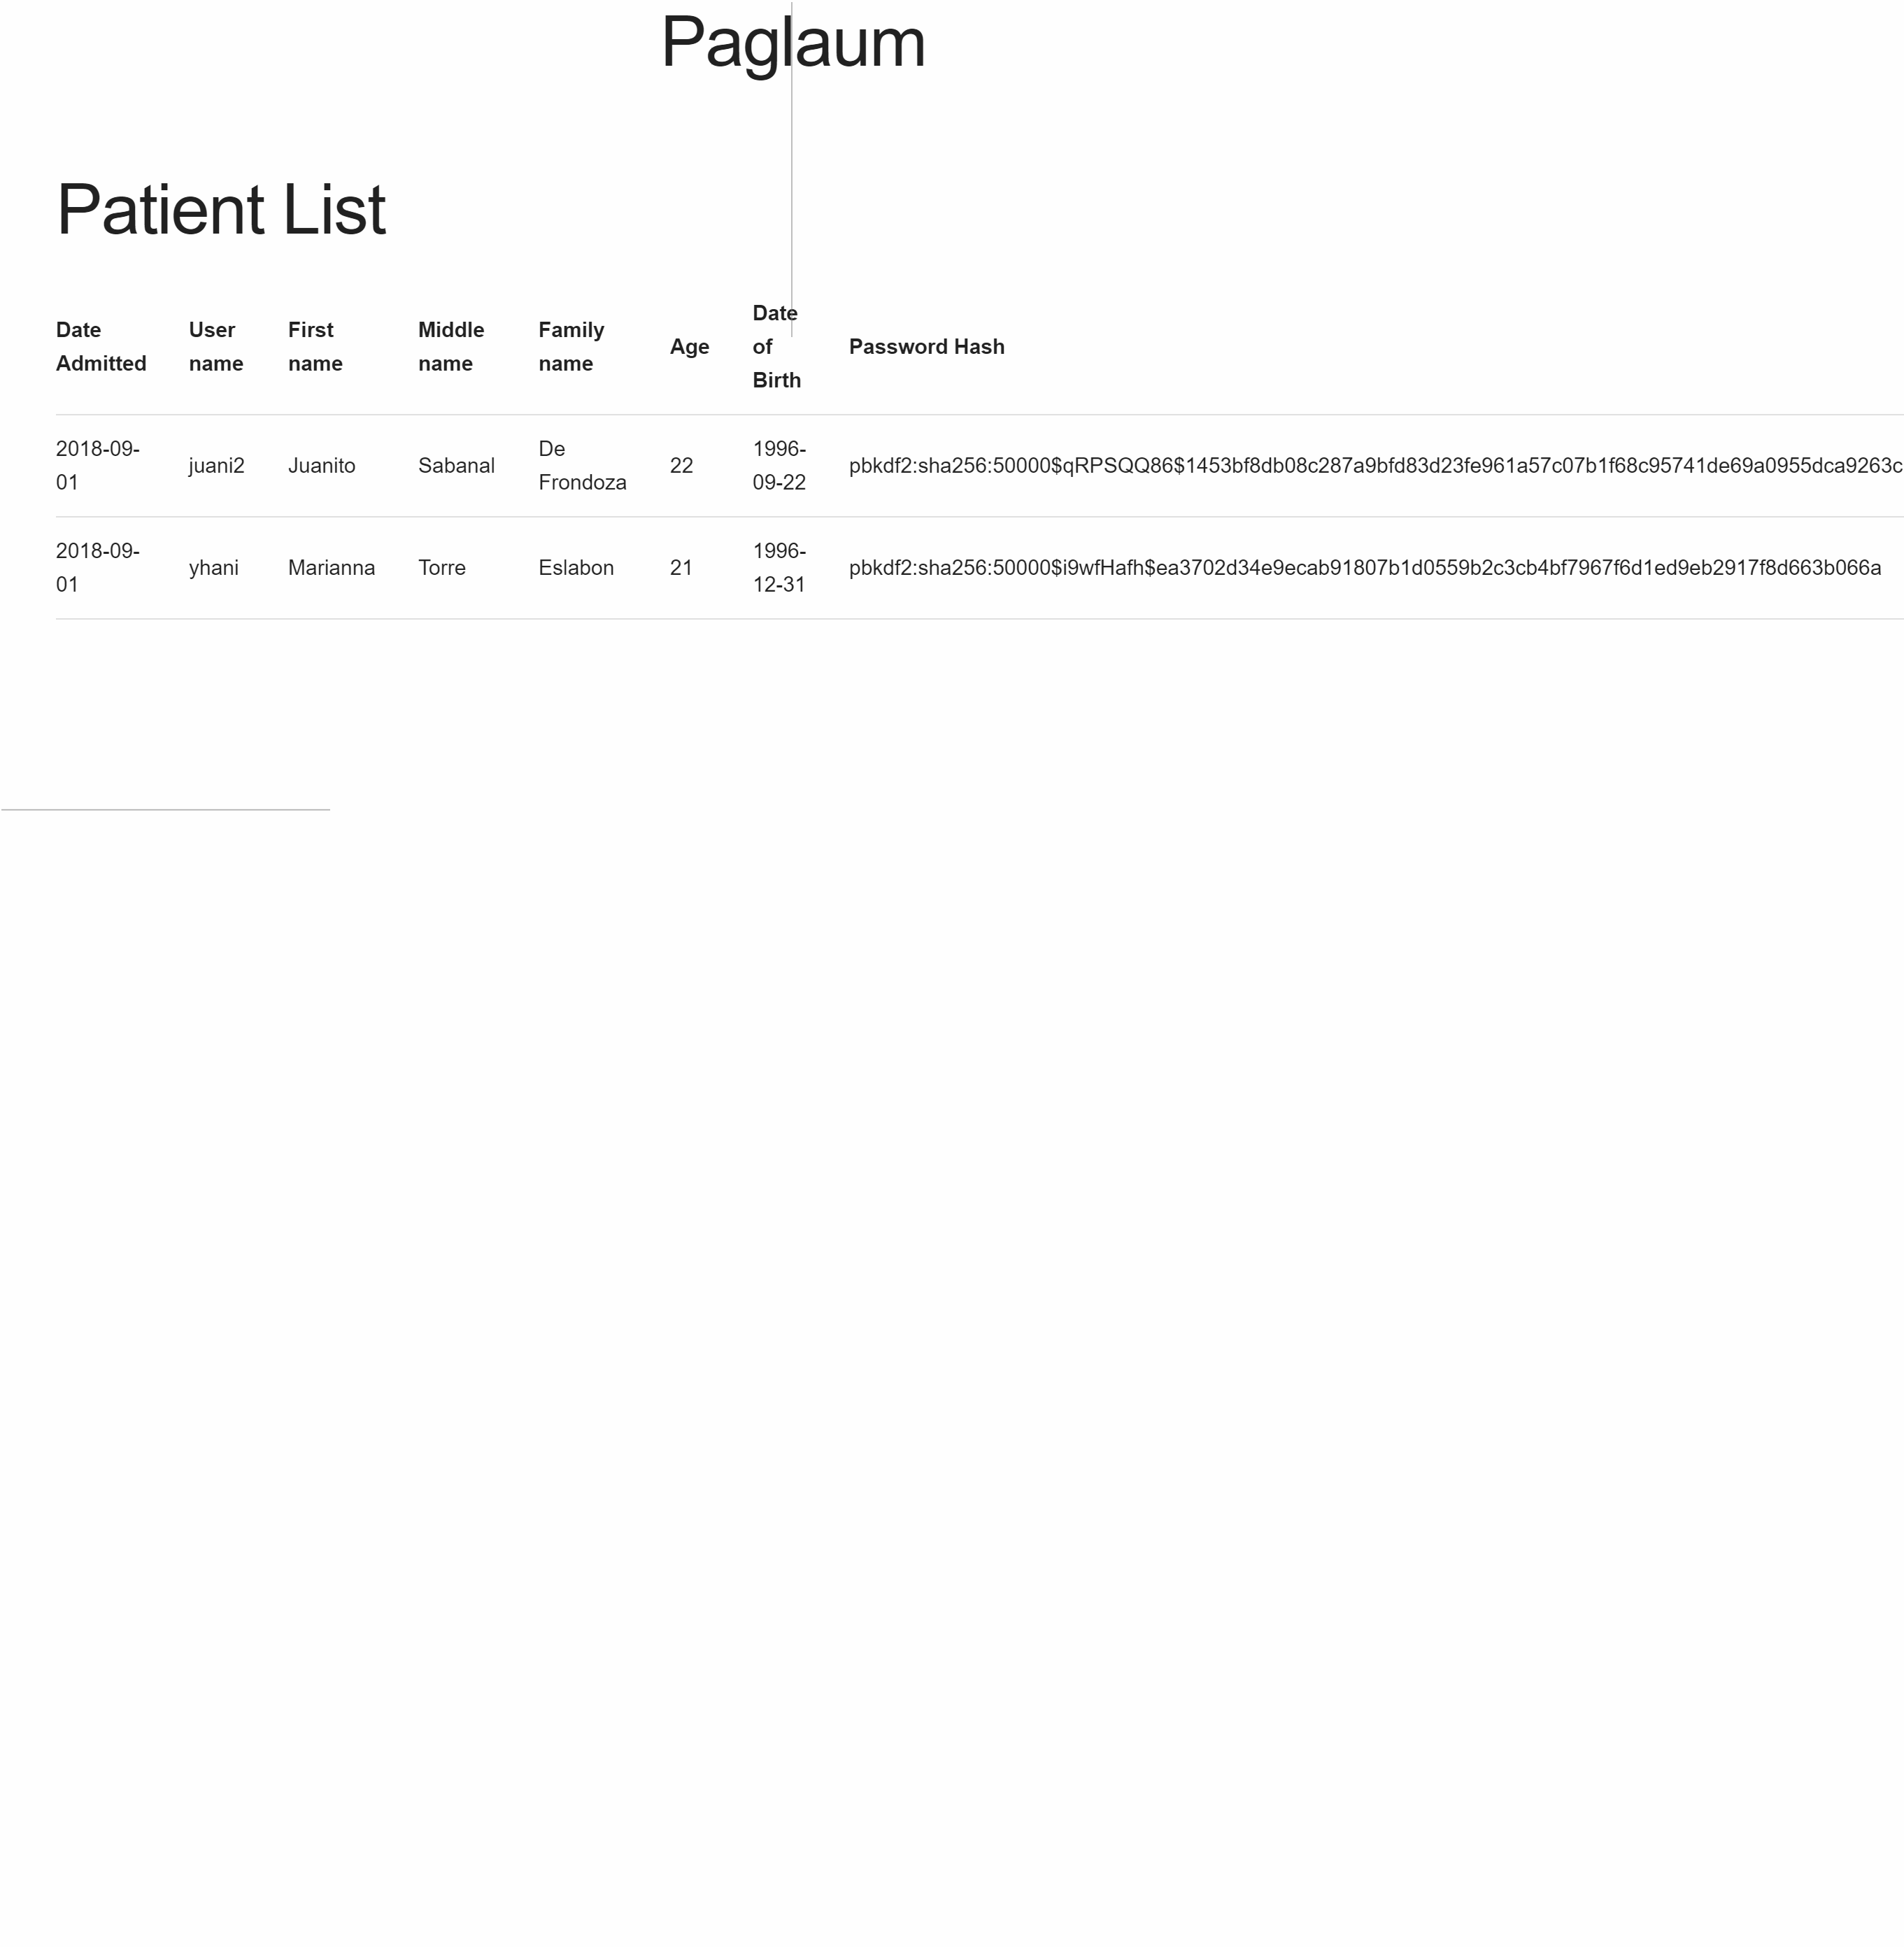 Paglaum
Patient List
Date Admitted User name First name Middle name Family name Age Date of Birth Password Hash
2018-09-01 juani2 Juanito Sabanal De Frondoza 22 1996-09-22 pbkdf2:sha256:50000$qRPSQQ86$1453bf8db08c287a9bfd83d23fe961a57c07b1f68c95741de69a0955dca9263c
2018-09-01 yhani Marianna Torre Eslabon 21 1996-12-31 pbkdf2:sha256:50000$i9wfHafh$ea3702d34e9ecab91807b1d0559b2c3cb4bf7967f6d1ed9eb2917f8d663b066a